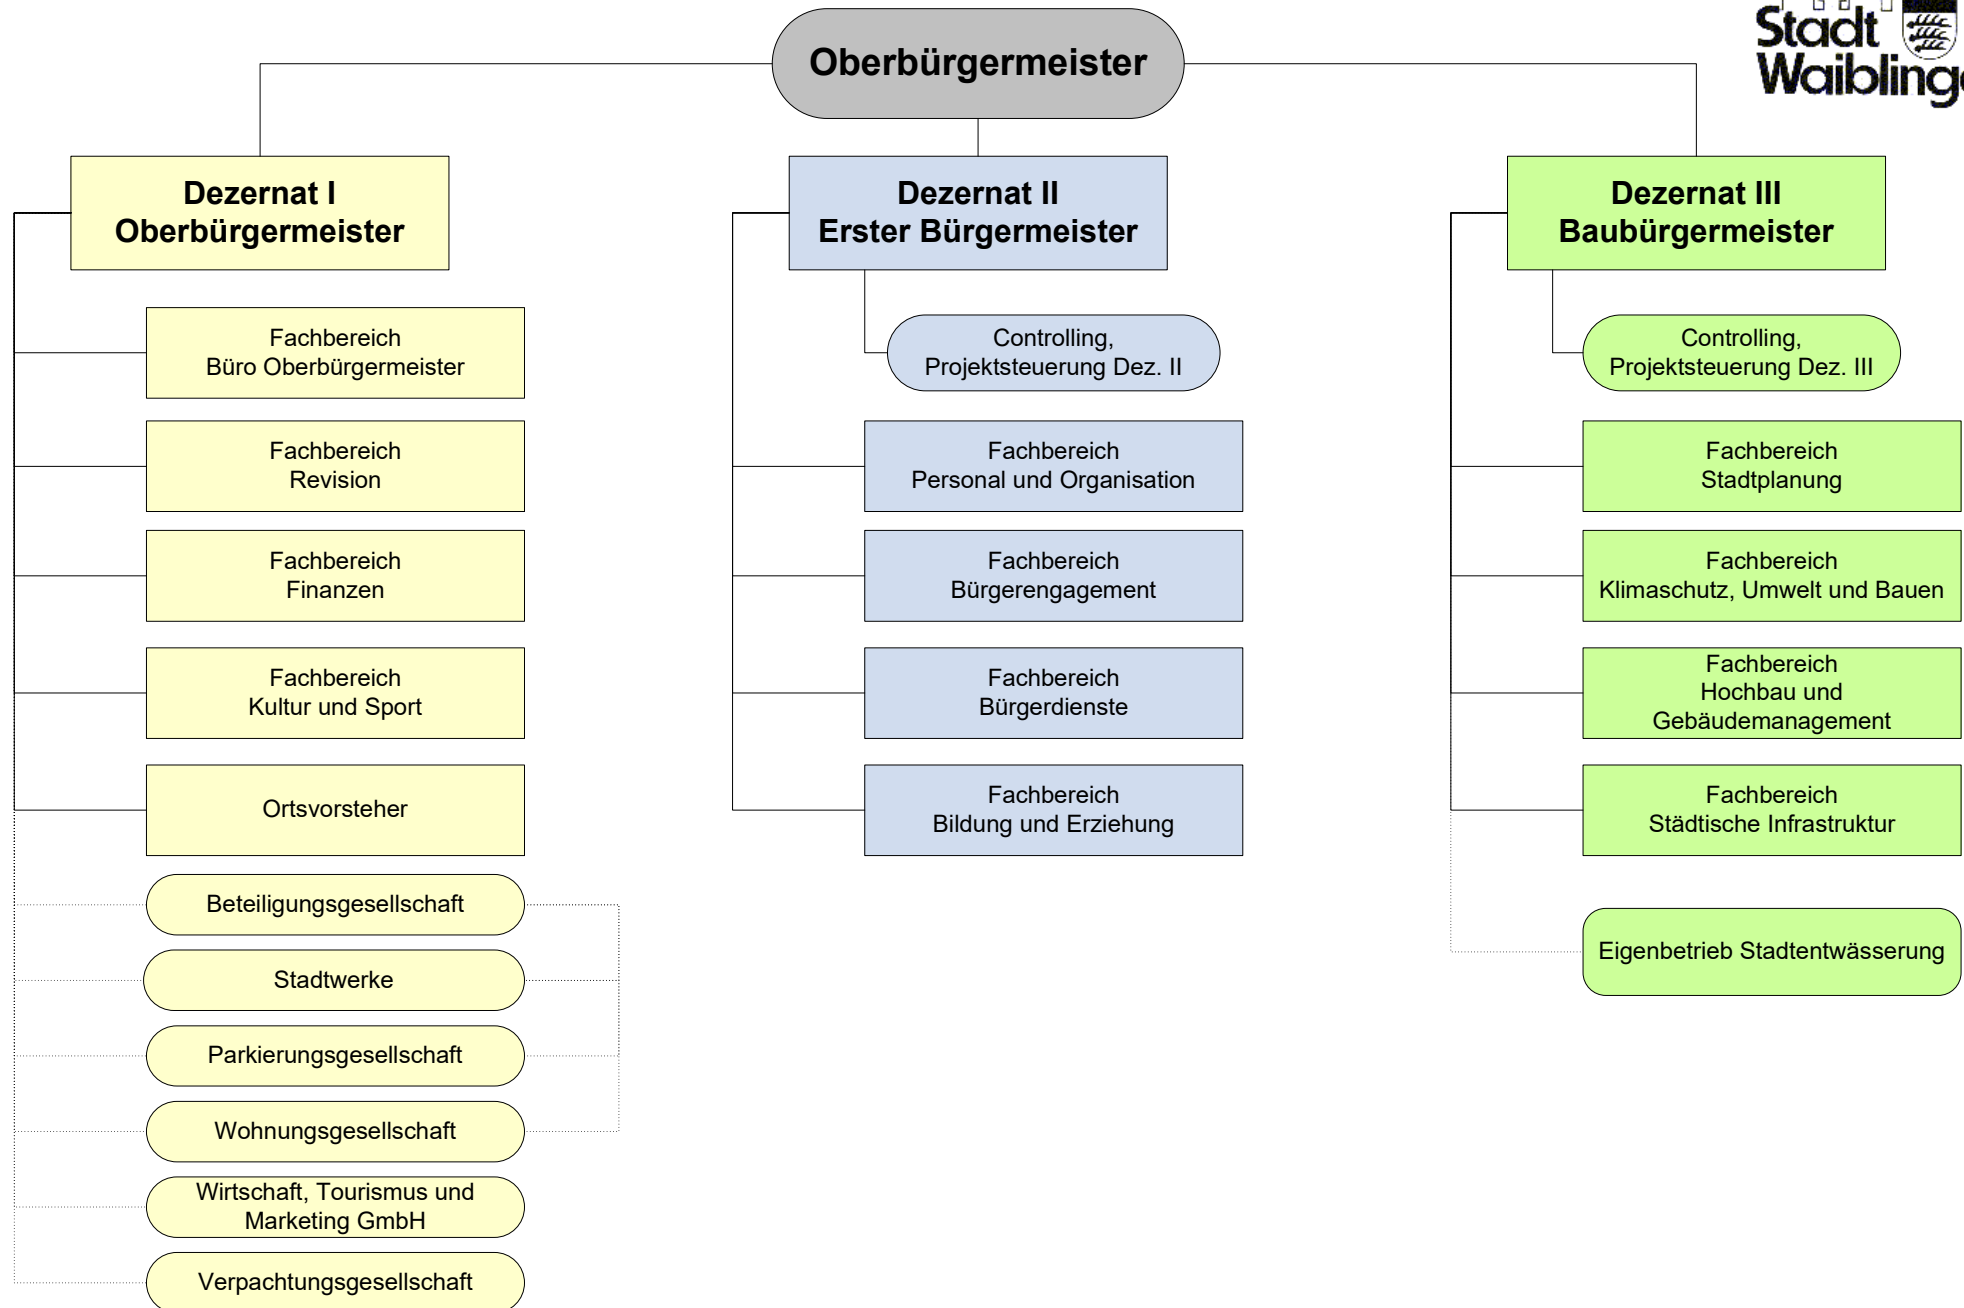 Oberbürgermeister
Stadt
Dezernat I
Oberbürgermeister
Fachbereich
Büro Oberbürgermeister
Fachbereich
Revision
Fachbereich
Finanzen
Fachbereich
Kultur und Sport
Ortsvorsteher
Beteiligungsgesellschaft
Stadtwerke
Parkierungsgesellschaft
Wohnungsgesellschaft
Wirtschaft, Tourismus und
Marketing GmbH
Verpachtungsgesellschaft
Dezernat II
Erster Bürgermeister
Controlling,
Projektsteuerung Dez. II
Fachbereich
Personal und Organisation
Fachbereich
Bürgerengagement
Fachbereich
Bürgerdienste
Fachbereich
Bildung und Erziehung
Dezernat III
Baubürgermeister
Controlling,
Projektsteuerung Dez. III
Fachbereich
Stadtplanung
Fachbereich
Klimaschutz, Umwelt und Bauen
Fachbereich
Hochbau und
Gebäudemanagement
Fachbereich
Städtische Infrastruktur
Eigenbetrieb Stadtentwässerung